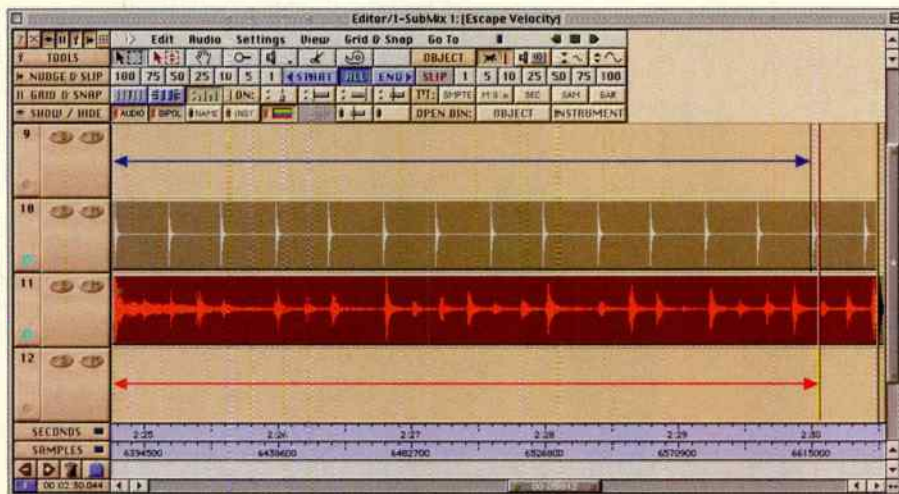 Editor/1-SubMix 1:[Escape Velocity]
Edit Audio Settings View Grid & Snap Go To
TOOLS OBJECT
NUDGE & SLIP 100 75 50 25 10 5 1 START ALL END SLIP 1 5 10 25 50 75 100
GRID & SNAP ON: SMPTE SEC SAM BAR
SHOW / HIDE AUDIO BIPOL NAME INST OPEN BIN: OBJECT INSTRUMENT
9
10
11
12
SECONDS 2:25 2:26 2:27 2:28 2:29 2:30
SAMPLES 6394500 6438600 6482700 6526800 6570900 6615000
00:02:30.044